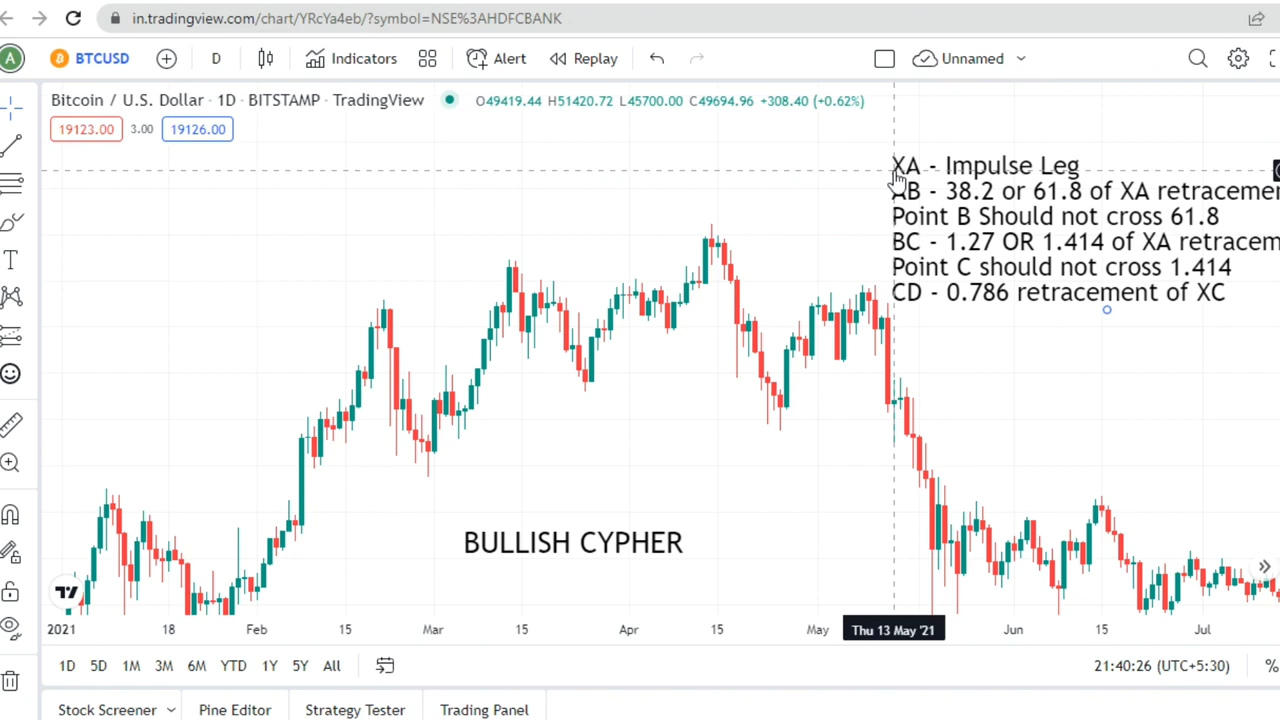 in.tradingview.com/chart/YRcYa4eb/?symbol=NSE%3AHDFCBANK
A BTCUSD D Indicators Alert Replay Unnamed
Bitcoin / U.S. Dollar · 1D · BITSTAMP · TradingView O49419.44 H51420.72 L45700.00 C49694.96 +308.40 (+0.62%)
19123.00 3.00 19126.00
XA - Impulse Leg
AB - 38.2 or 61.8 of XA retracemen
Point B Should not cross 61.8
BC - 1.27 OR 1.414 of XA retracem
Point C should not cross 1.414
CD - 0.786 retracement of XC
BULLISH CYPHER
2021 18 Feb 15 Mar 15 Apr 15 May Thu 13 May '21 Jun 15 Jul
1D 5D 1M 3M 6M YTD 1Y 5Y All 21:40:26 (UTC+5:30) %
Stock Screener Pine Editor Strategy Tester Trading Panel